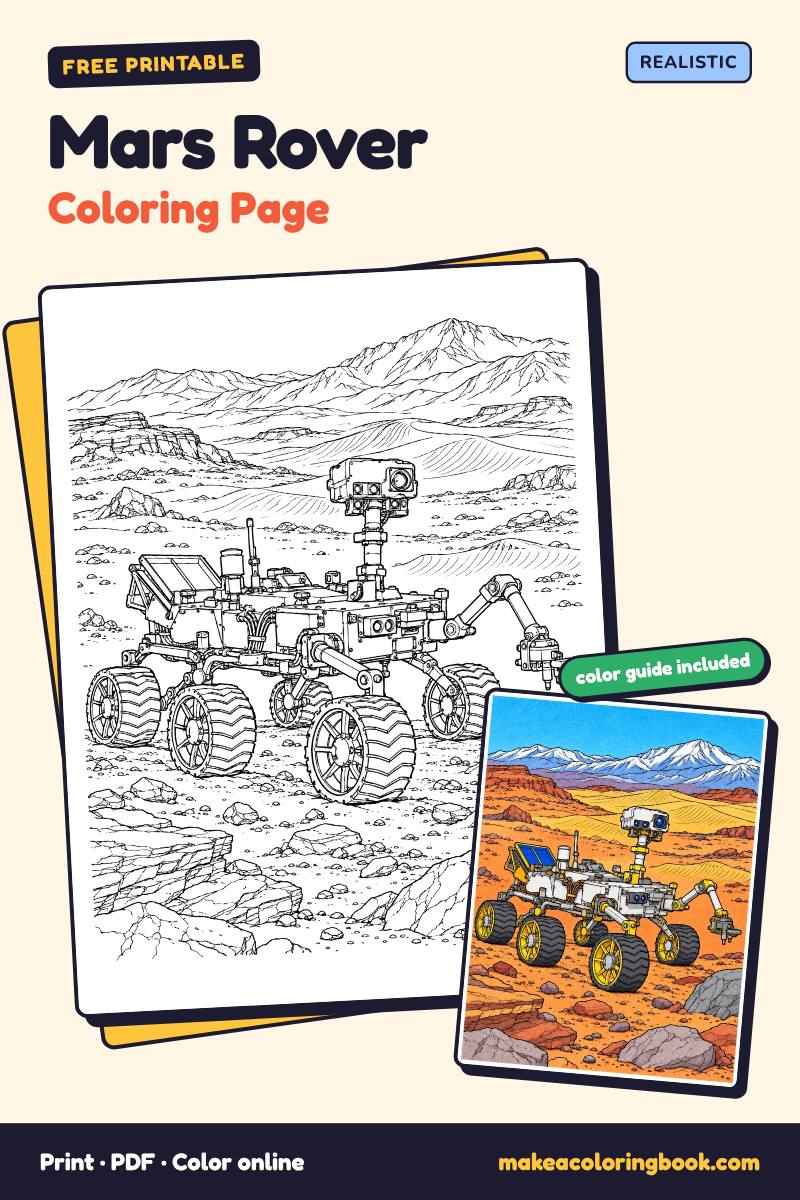 FREE PRINTABLE
REALISTIC
Mars Rover
Coloring Page
color guide included
Print · PDF · Color online
makeacoloringbook.com